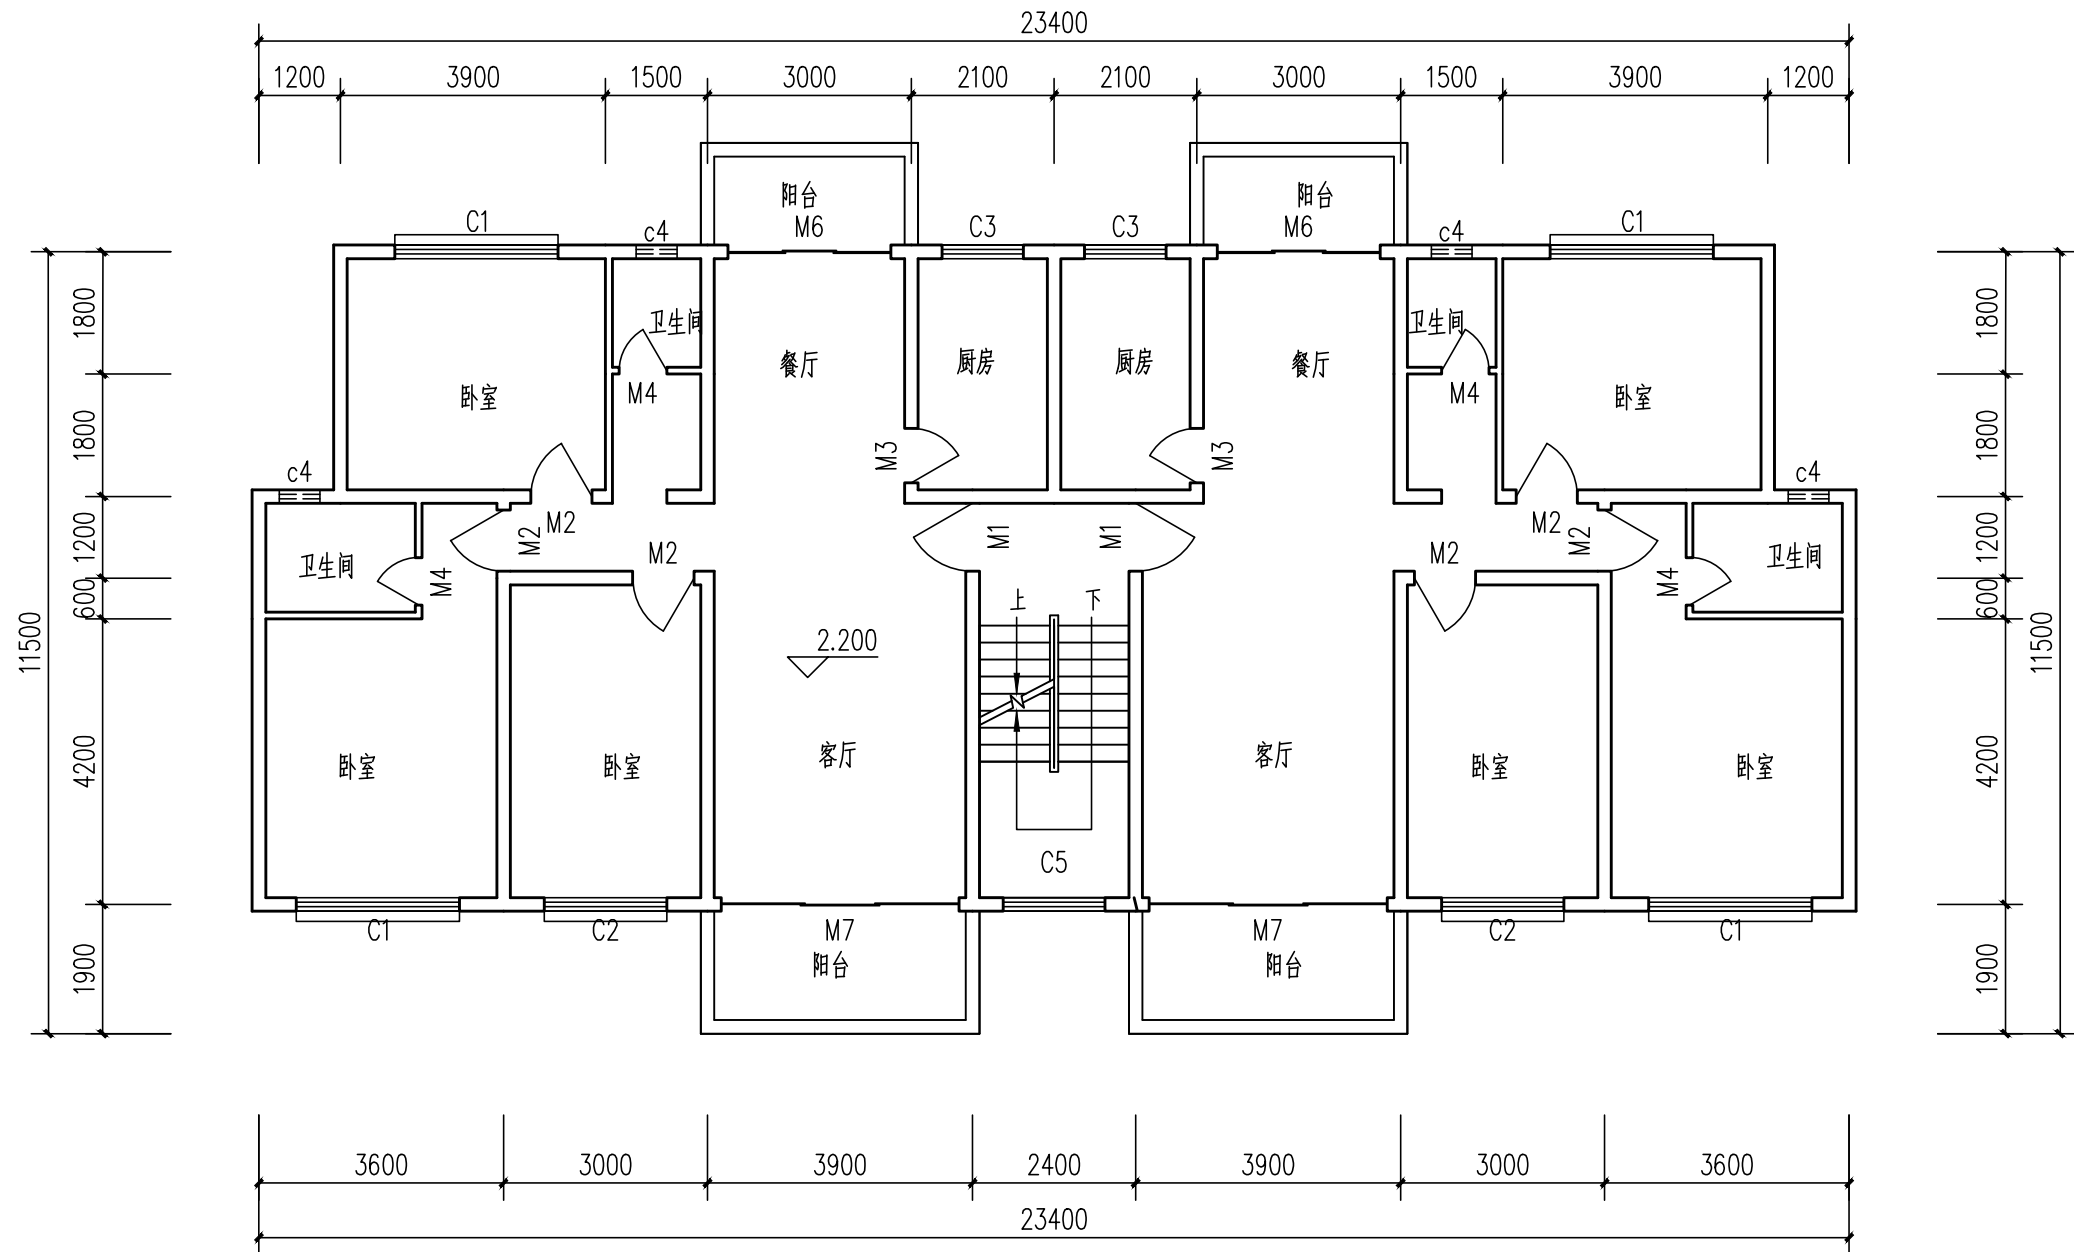 23400
1200 3900 1500 3000 2100 2100 3000 1500 3900 1200
阳台 阳台
C1 c4 M6 C3 C3 M6 c4 C1
1800 卫生间 卫生间 1800
餐厅 厨房 厨房 餐厅
卧室 M4 M4 卧室
1800 M3 M3 1800
c4 c4
1200 M2 M2 M1 M1 M2 M2 1200
M2 M2
卫生间 M4 M4 卫生间
600 上 下 600
11500 2.200 11500
4200 卧室 卧室 客厅 客厅 卧室 卧室 4200
C5
C1 C2 M7 M7 C2 C1
1900 阳台 阳台 1900
3600 3000 3900 2400 3900 3000 3600
23400